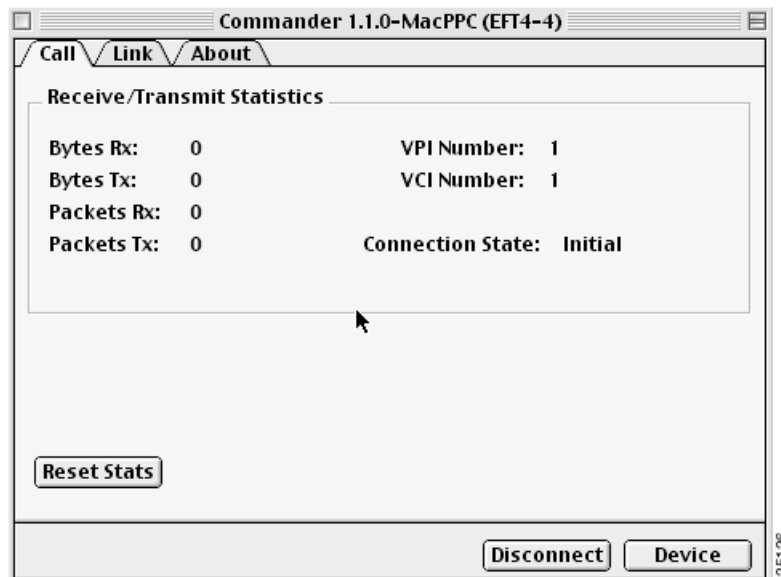 Commander 1.1.0-MacPPC (EFT4-4)
Call Link About
Receive/Transmit Statistics
Bytes Rx: 0 VPI Number: 1
Bytes Tx: 0 VCI Number: 1
Packets Rx: 0
Packets Tx: 0 Connection State: Initial
Reset Stats
Disconnect Device